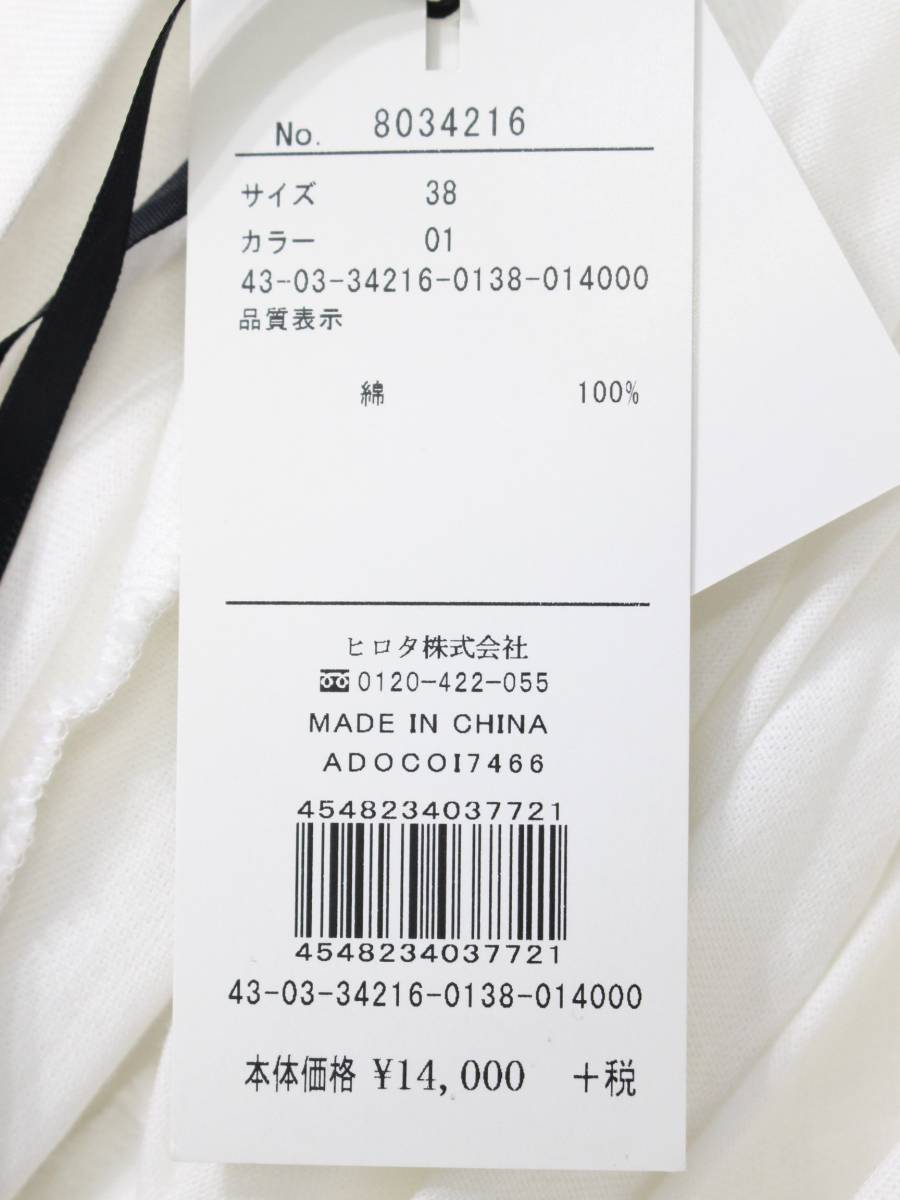 No. 8034216
サイズ 38
カラー 01
43-03-34216-0138-014000
品質表示
綿 100%
ヒロタ株式会社
0120-422-055
MADE IN CHINA
ADOCOI7466
4548234037721
4548234037721
43-03-34216-0138-014000
本体価格 ¥14,000 +税